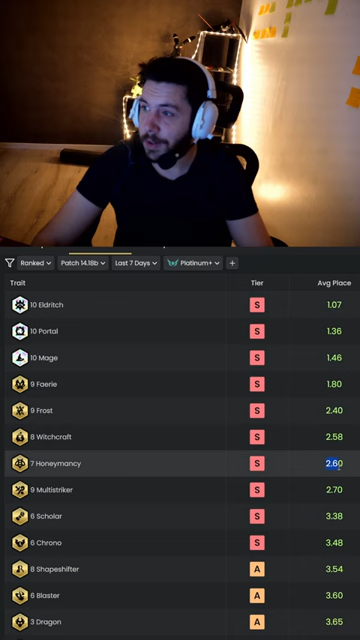 Ranked Patch 14.18b Last 7 Days Platinum+ +
Trait Tier Avg Place
10 Eldritch S 1.07
10 Portal S 1.36
10 Mage S 1.46
9 Faerie S 1.80
9 Frost S 2.40
8 Witchcraft S 2.58
7 Honeymancy S 2.60
9 Multistriker S 2.70
6 Scholar S 3.38
6 Chrono S 3.48
8 Shapeshifter A 3.54
6 Blaster A 3.60
3 Dragon A 3.65